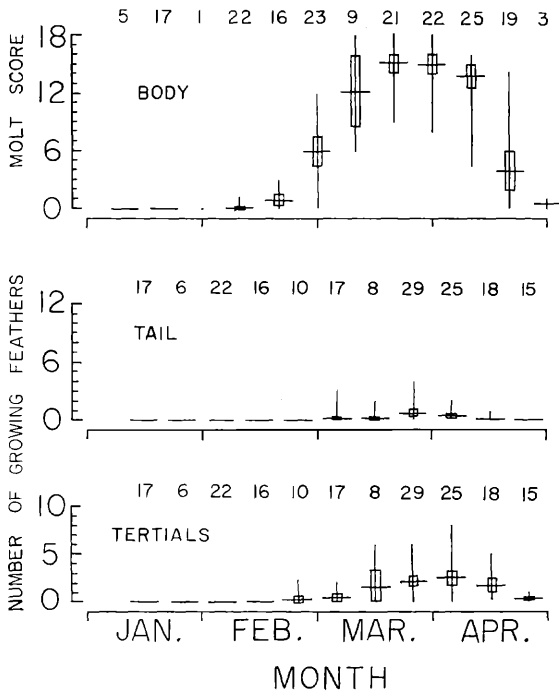 5 17 1 22 16 23 9 21 22 25 19 3
MOLT SCORE
18
12
6
0
BODY
NUMBER OF GROWING FEATHERS
17 6 22 16 10 17 8 29 25 18 15
12
6
0
TAIL
17 6 22 16 10 17 8 29 25 18 15
10
5
0
TERTIALS
JAN. FEB. MAR. APR.
MONTH